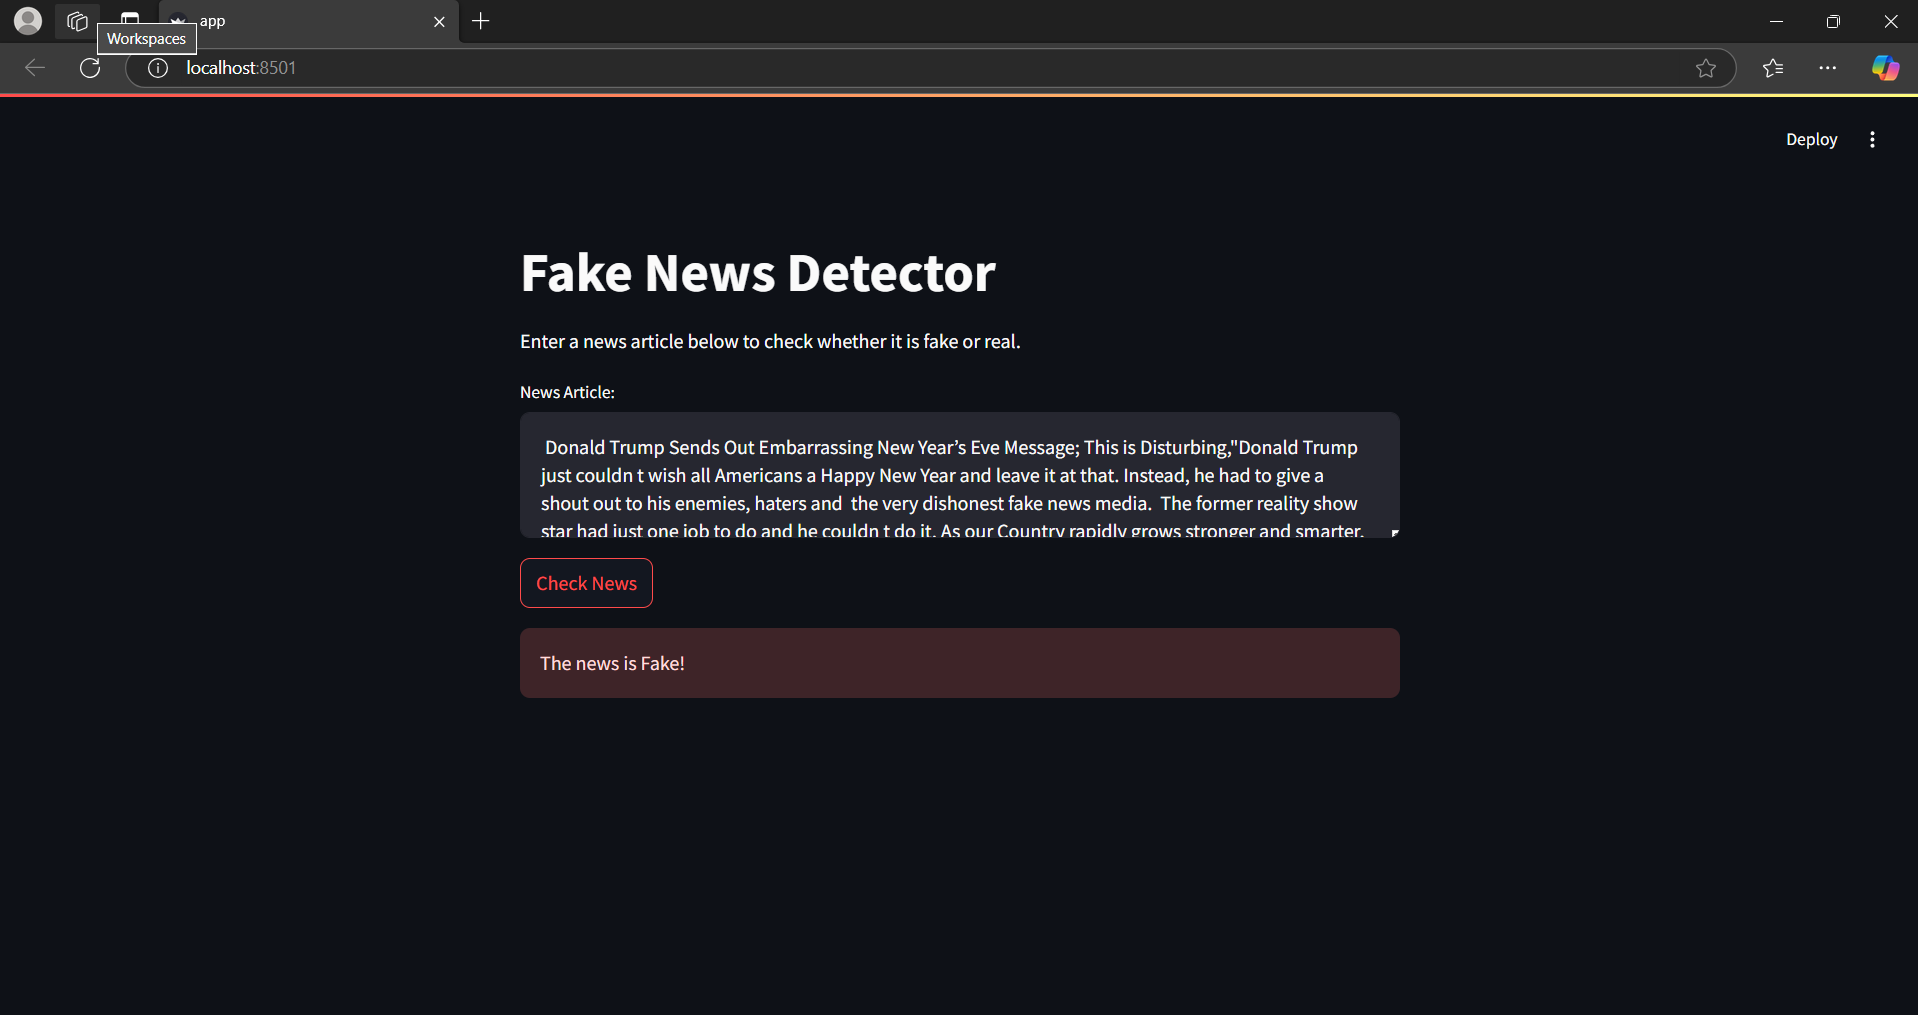 app
Workspaces
localhost:8501
Deploy
Fake News Detector
Enter a news article below to check whether it is fake or real.
News Article:
Donald Trump Sends Out Embarrassing New Year’s Eve Message; This is Disturbing,"Donald Trump
just couldn t wish all Americans a Happy New Year and leave it at that. Instead, he had to give a
shout out to his enemies, haters and  the very dishonest fake news media.  The former reality show
star had just one job to do and he couldn t do it. As our Country rapidly grows stronger and smarter,
Check News
The news is Fake!